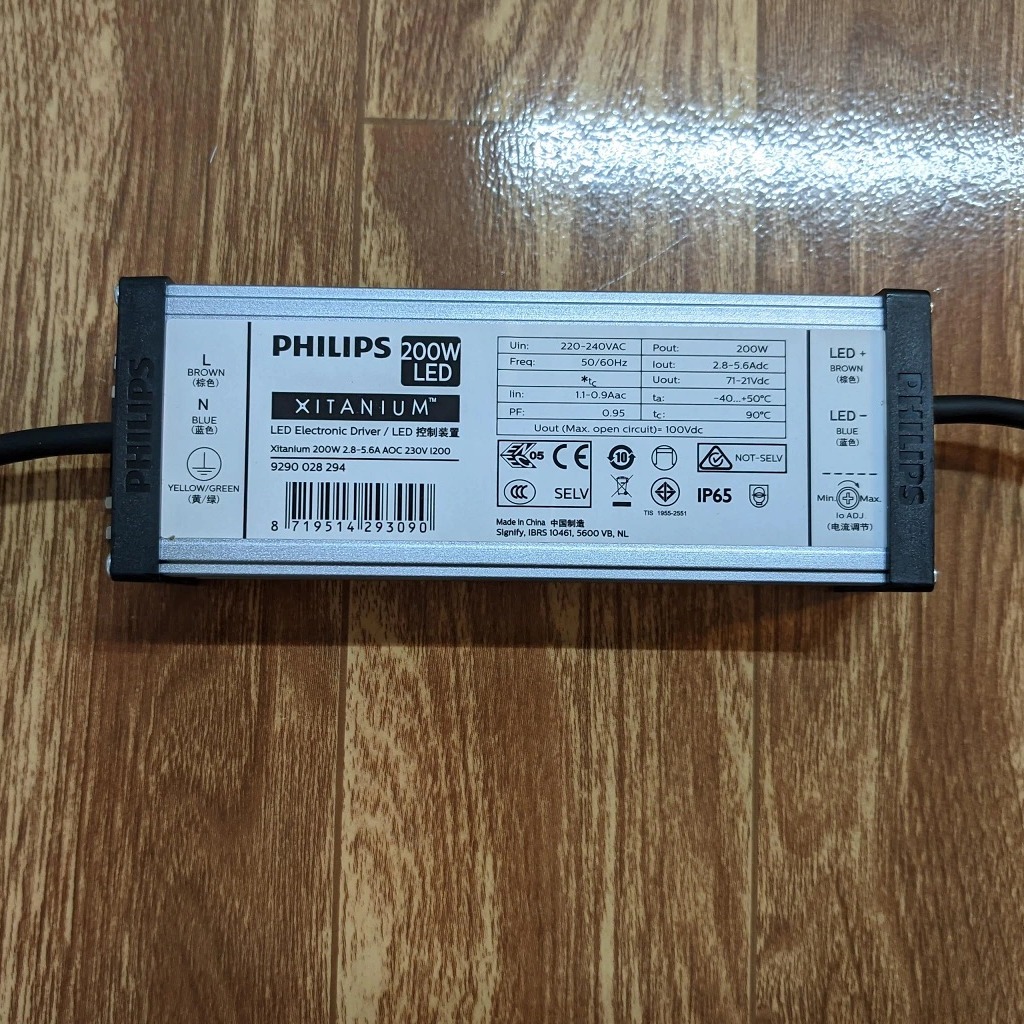 PHILIPS
L
BROWN
(棕色)
N
BLUE
(蓝色)
YELLOW/GREEN
(黄/绿)
PHILIPS
200W
LED
XITANIUM™
LED Electronic Driver / LED 控制装置
Xitanium 200W 2.8-5.6A AOC 230V I200
9290 028 294
8 719514 293090
Uin: 220-240VAC
Freq: 50/60Hz
*tc
Iin: 1.1-0.9Aac
PF: 0.95
Pout: 200W
Iout: 2.8-5.6Adc
Uout: 71-21Vdc
ta: -40...+50°C
tc: 90°C
Uout (Max. open circuit)= 100Vdc
05
CE
10
NOT-SELV
CCC
SELV
TIS 1955-2551
IP65
Made in China 中国制造
Signify, IBRS 10461, 5600 VB, NL
LED +
BROWN
(棕色)
LED -
BLUE
(蓝色)
Min. Max.
Io ADJ
(电流调节)
PHILIPS